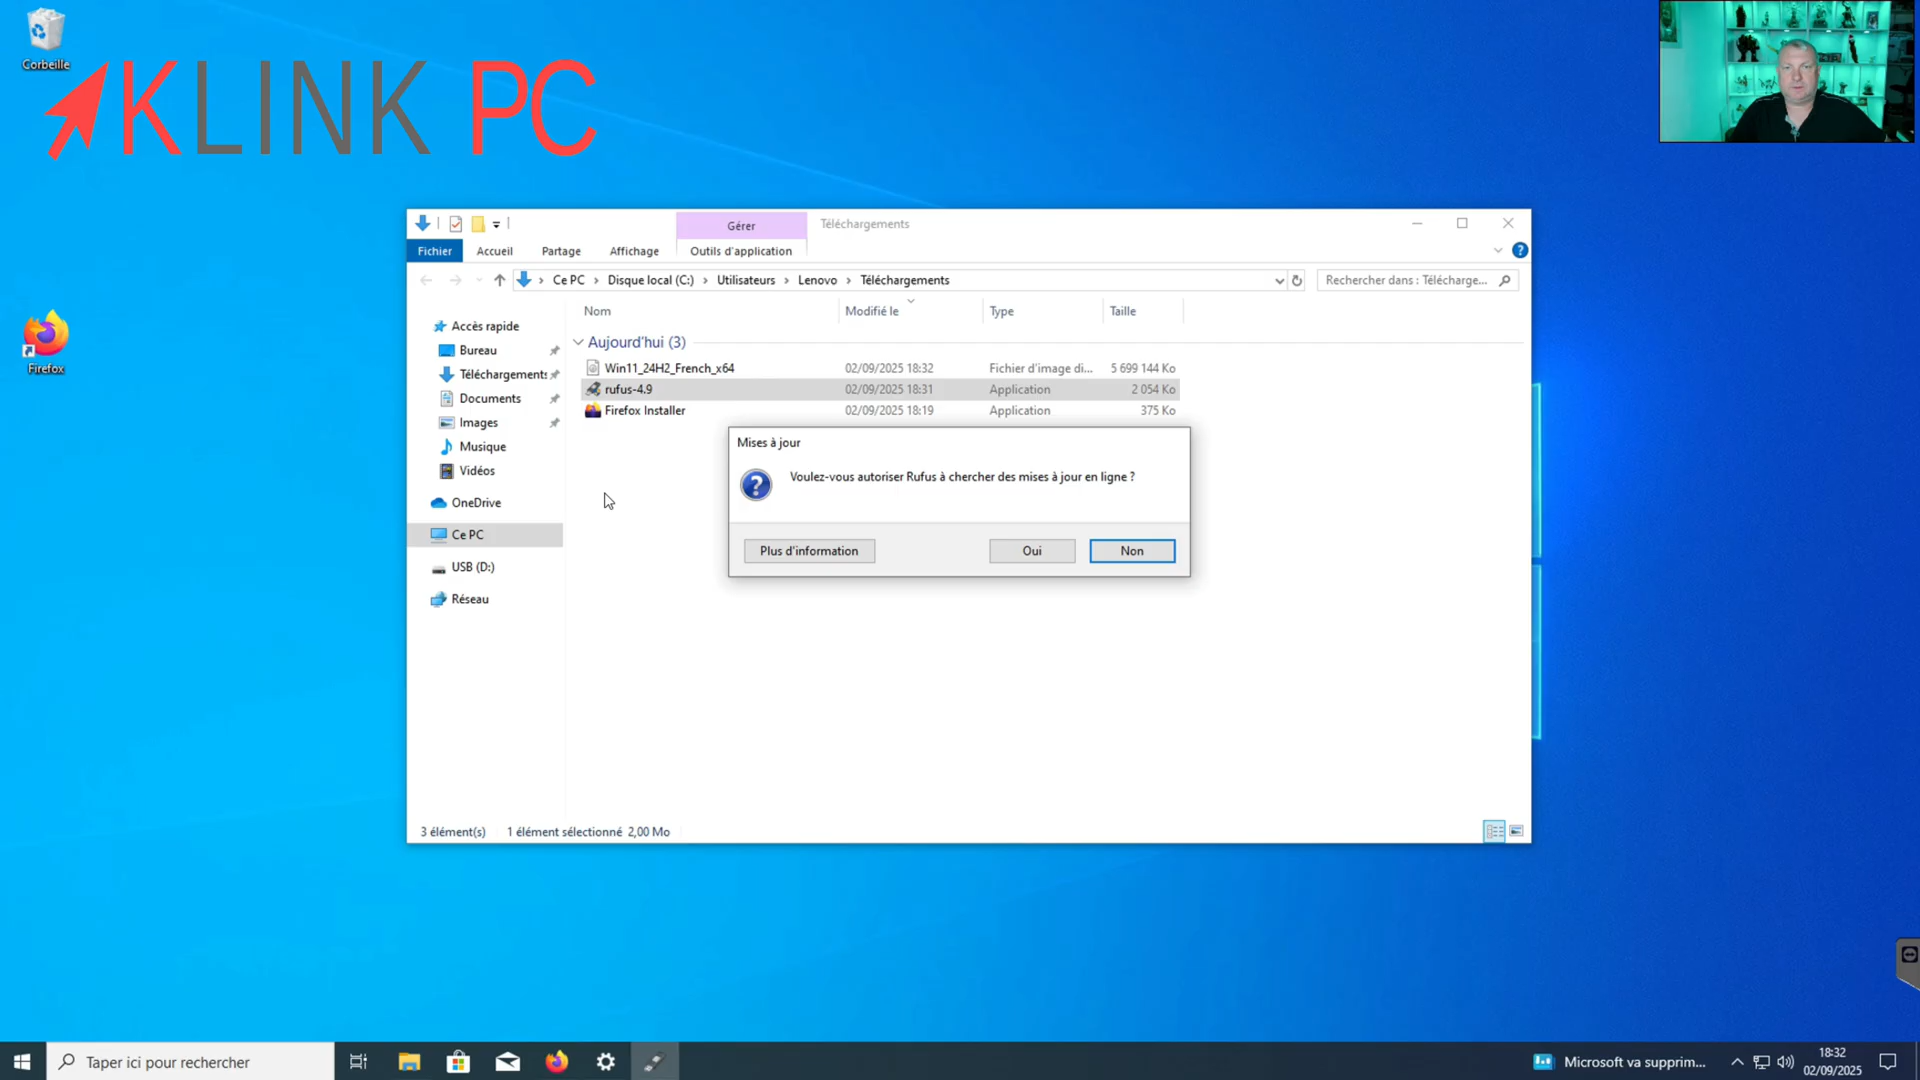 Corbeille
KLINK PC
Gérer
Téléchargements
Fichier
Accueil
Partage
Affichage
Outils d'application
Ce PC
Disque local (C:)
Utilisateurs
Lenovo
Téléchargements
Rechercher dans : Télécharge...
Nom
Modifié le
Type
Taille
Firefox
Accès rapide
Bureau
Téléchargements
Documents
Images
Musique
Vidéos
OneDrive
Ce PC
USB (D:)
Réseau
Aujourd'hui (3)
Win11_24H2_French_x64 02/09/2025 18:32 Fichier d'image di... 5 699 144 Ko
rufus-4.9 02/09/2025 18:31 Application 2 054 Ko
Firefox Installer 02/09/2025 18:19 Application 375 Ko
Mises à jour
Voulez-vous autoriser Rufus à chercher des mises à jour en ligne ?
Plus d'information
Oui
Non
3 élément(s) 1 élément sélectionné 2,00 Mo
Taper ici pour rechercher
Microsoft va supprim...
18:32
02/09/2025